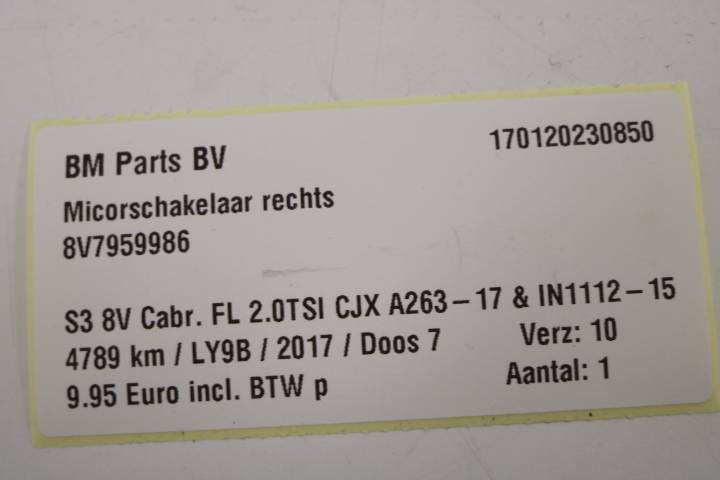 BM Parts BV 170120230850
Micorschakelaar rechts
8V7959986
S3 8V Cabr. FL 2.0TSI CJX A263-17 & IN1112-15
4789 km / LY9B / 2017 / Doos 7 Verz: 10
9.95 Euro incl. BTW p Aantal: 1